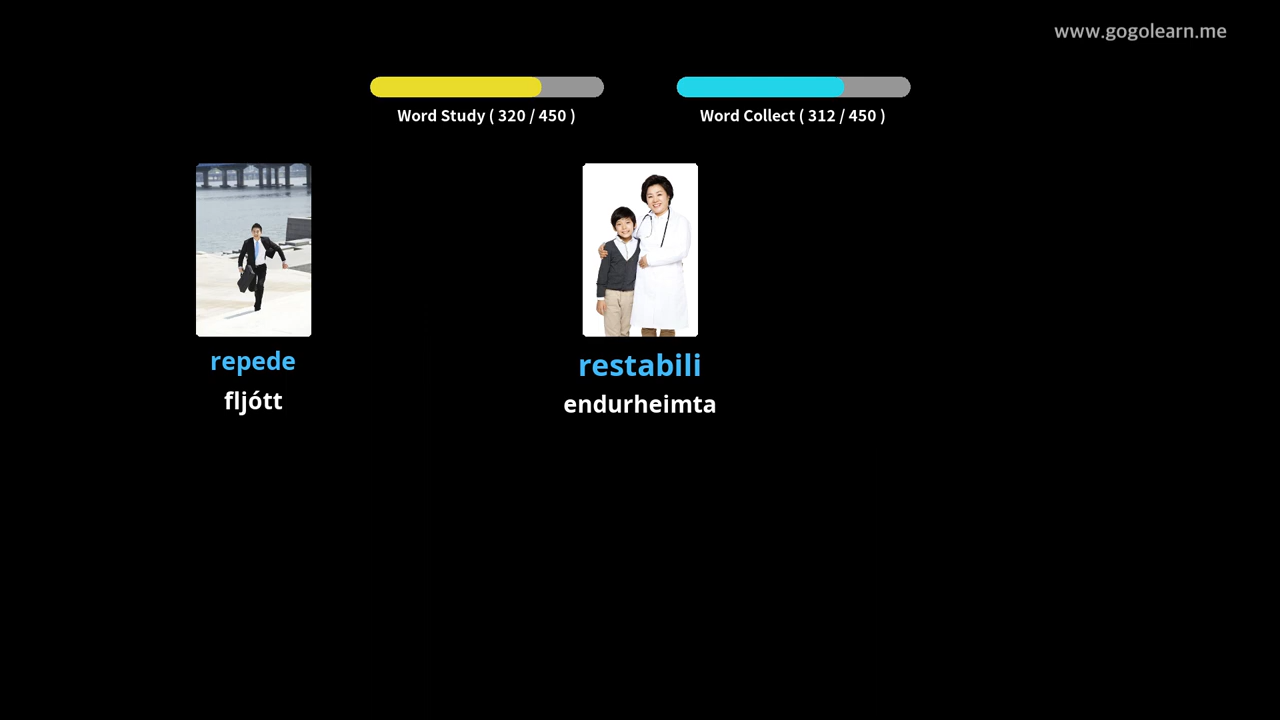 www.gogolearn.me
Word Study ( 320 / 450 )
Word Collect ( 312 / 450 )
repede
fljótt
restabili
endurheimta